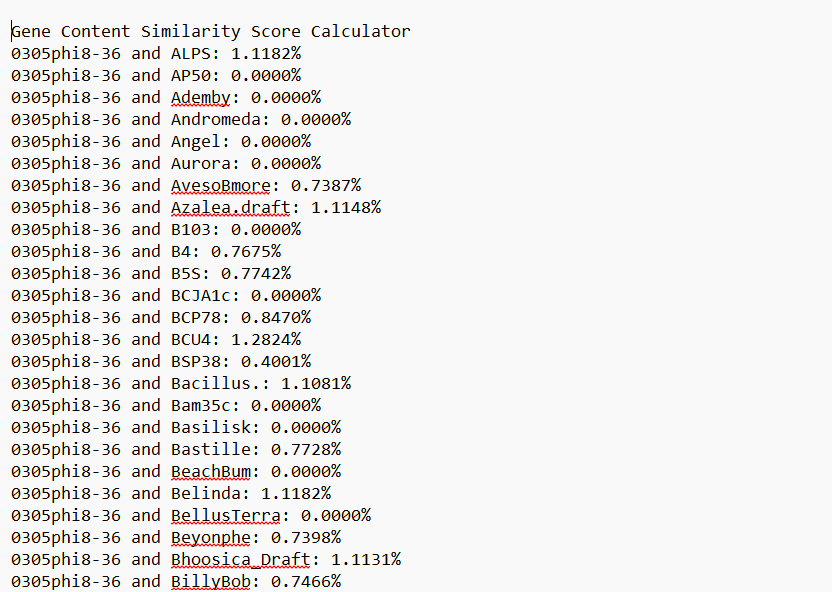 Gene Content Similarity Score Calculator
0305phi8-36 and ALPS: 1.1182%
0305phi8-36 and AP50: 0.0000%
0305phi8-36 and Ademby: 0.0000%
0305phi8-36 and Andromeda: 0.0000%
0305phi8-36 and Angel: 0.0000%
0305phi8-36 and Aurora: 0.0000%
0305phi8-36 and AvesoBmore: 0.7387%
0305phi8-36 and Azalea.draft: 1.1148%
0305phi8-36 and B103: 0.0000%
0305phi8-36 and B4: 0.7675%
0305phi8-36 and B5S: 0.7742%
0305phi8-36 and BCJA1c: 0.0000%
0305phi8-36 and BCP78: 0.8470%
0305phi8-36 and BCU4: 1.2824%
0305phi8-36 and BSP38: 0.4001%
0305phi8-36 and Bacillus.: 1.1081%
0305phi8-36 and Bam35c: 0.0000%
0305phi8-36 and Basilisk: 0.0000%
0305phi8-36 and Bastille: 0.7728%
0305phi8-36 and BeachBum: 0.0000%
0305phi8-36 and Belinda: 1.1182%
0305phi8-36 and BellusTerra: 0.0000%
0305phi8-36 and Beyonphe: 0.7398%
0305phi8-36 and Bhoosica_Draft: 1.1131%
0305phi8-36 and BillyBob: 0.7466%